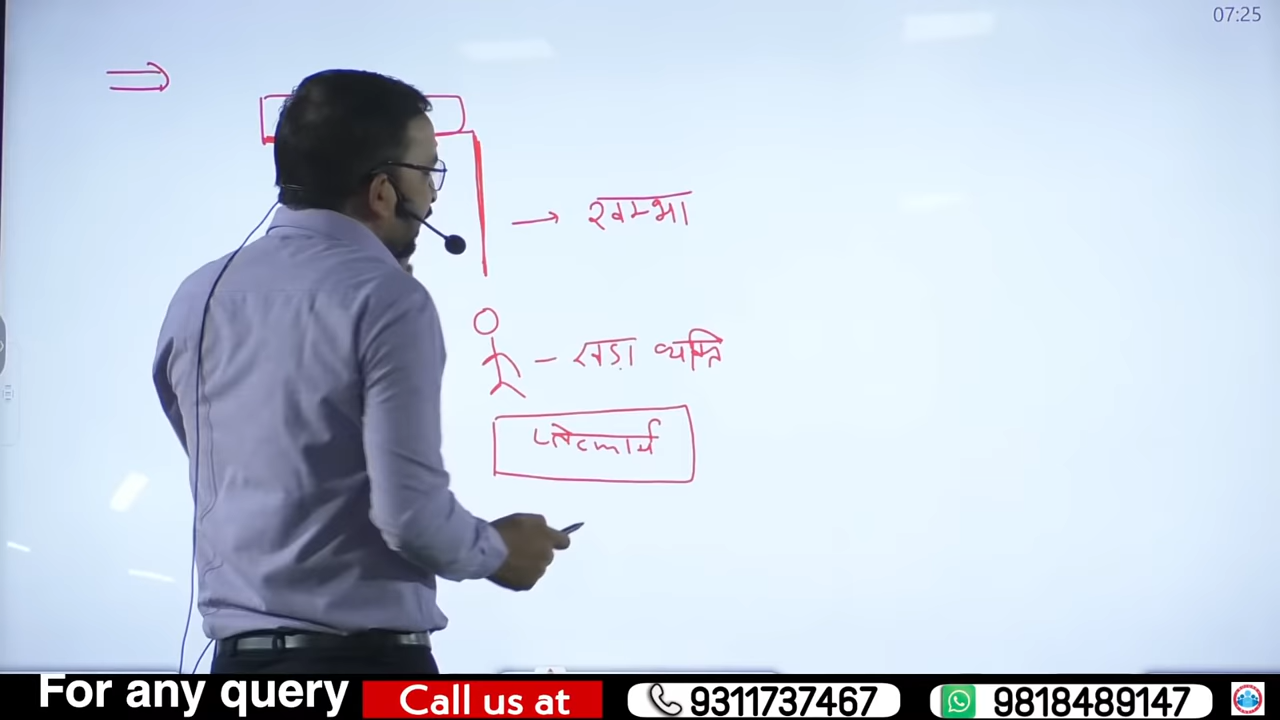 07:25
खम्भा
खड़ा व्यक्ति
प्लेटफार्म
For any query
Call us at
9311737467
9818489147